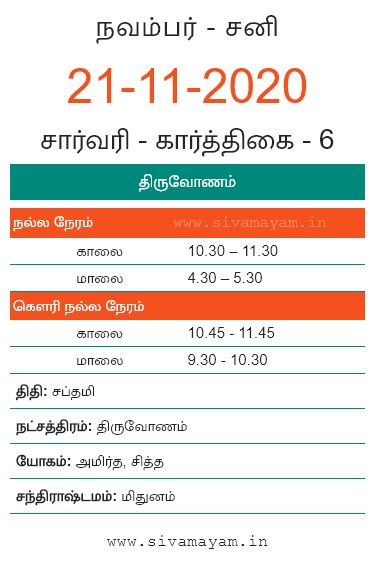 நவம்பர் - சனி
21-11-2020
சார்வரி - கார்த்திகை - 6
திருவோணம்
நல்ல நேரம் www.sivamayam.in
காலை 10.30 – 11.30
மாலை 4.30 – 5.30
கௌரி நல்ல நேரம்
காலை 10.45 - 11.45
மாலை 9.30 - 10.30
திதி: சப்தமி
நட்சத்திரம்: திருவோணம்
யோகம்: அமிர்த, சித்த
சந்திராஷ்டமம்: மிதுனம்
www.sivamayam.in